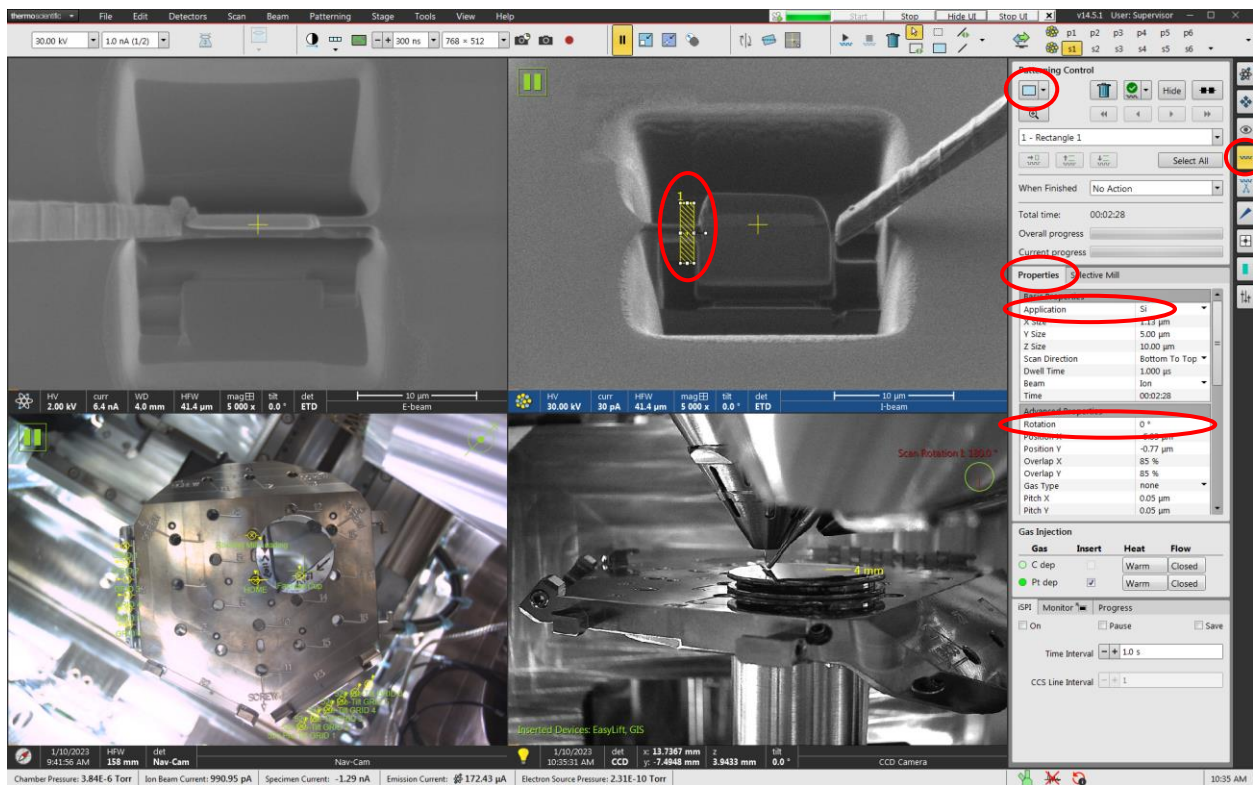 thermoscientific File Edit Detectors Scan Beam Patterning Stage Tools View Help Start Stop Hide UI Stop UI x v14.5.1 User: Supervisor
30.00 kV 1.0 nA (1/2) 300 ns 768 × 512 p1 p2 p3 p4 p5 p6
s1 s2 s3 s4 s5 s6
Patterning Control
Hide
1 - Rectangle 1
Select All
When Finished No Action
Total time: 00:02:28
Overall progress
Current progress
Properties Selective Mill
Basic Properties
Application Si
X Size 1.13 µm
Y Size 5.00 µm
Z Size 10.00 µm
Scan Direction Bottom To Top
Dwell Time 1.000 µs
Beam Ion
Time 00:02:28
Advanced Properties
Rotation 0 °
Position X
Position Y -0.77 µm
Overlap X 85 %
Overlap Y 85 %
Gas Type none
Pitch X 0.05 µm
Pitch Y 0.05 µm
Gas Injection
Gas Insert Heat Flow
C dep Warm Closed
Pt dep Warm Closed
iSPI Monitor Progress
On Pause Save
Time Interval 1.0 s
CCS Line Interval 1
1
HV curr WD HFW mag tilt det 10 µm
2.00 kV 6.4 nA 4.0 mm 41.4 µm 5 000 x 0.0 ° ETD E-beam
HV curr HFW mag tilt det 10 µm
30.00 kV 30 pA 41.4 µm 5 000 x 0.0 ° ETD I-beam
HOME
SCREW
GRID 4
GRID 1
Scan Rotation I: 180.0 °
4 mm
Inserted Devices: EasyLift, GIS
1/10/2023 HFW det
9:41:56 AM 158 mm Nav-Cam Nav-Cam
1/10/2023 det x: 13.7367 mm z tilt
10:35:31 AM CCD y: -7.4948 mm 3.9433 mm 0.0 ° CCD Camera
Chamber Pressure: 3.84E-6 Torr Ion Beam Current: 990.95 pA Specimen Current: -1.29 nA Emission Current: 172.43 µA Electron Source Pressure: 2.31E-10 Torr 10:35 AM